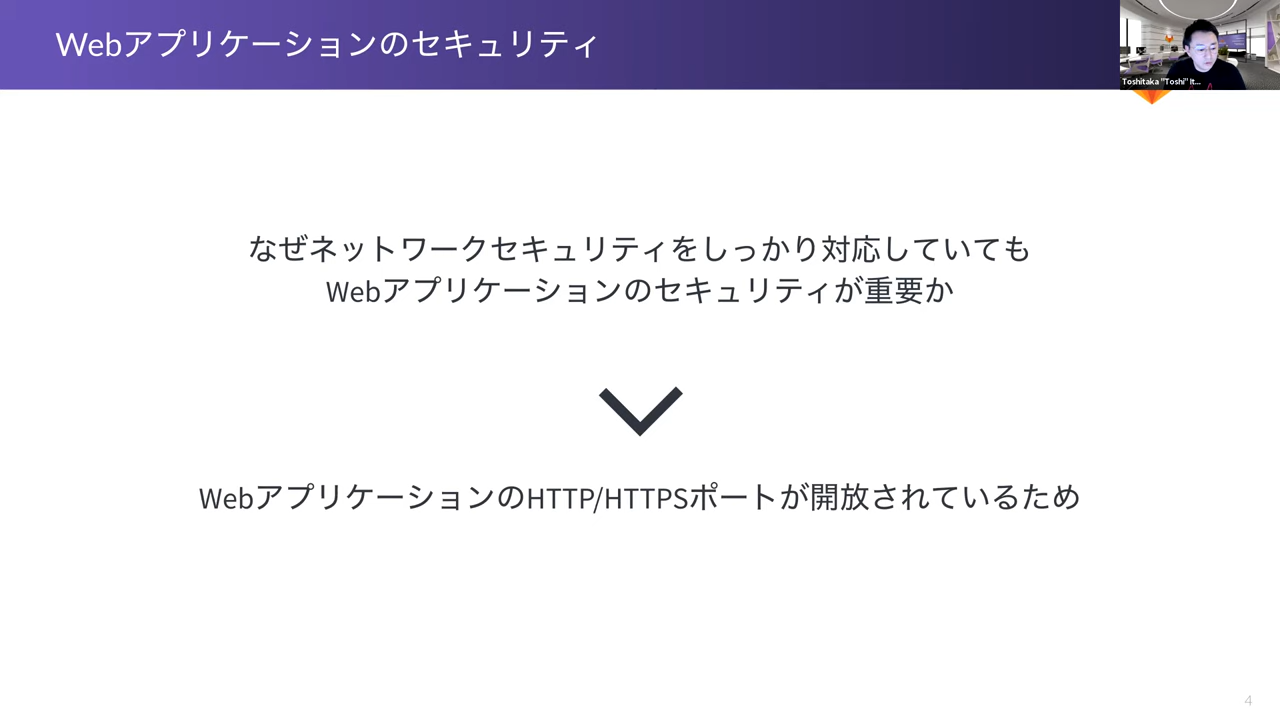 Webアプリケーションのセキュリティ
Toshitaka "Toshi" It...
なぜネットワークセキュリティをしっかり対応していても
Webアプリケーションのセキュリティが重要か
WebアプリケーションのHTTP/HTTPSポートが開放されているため
4